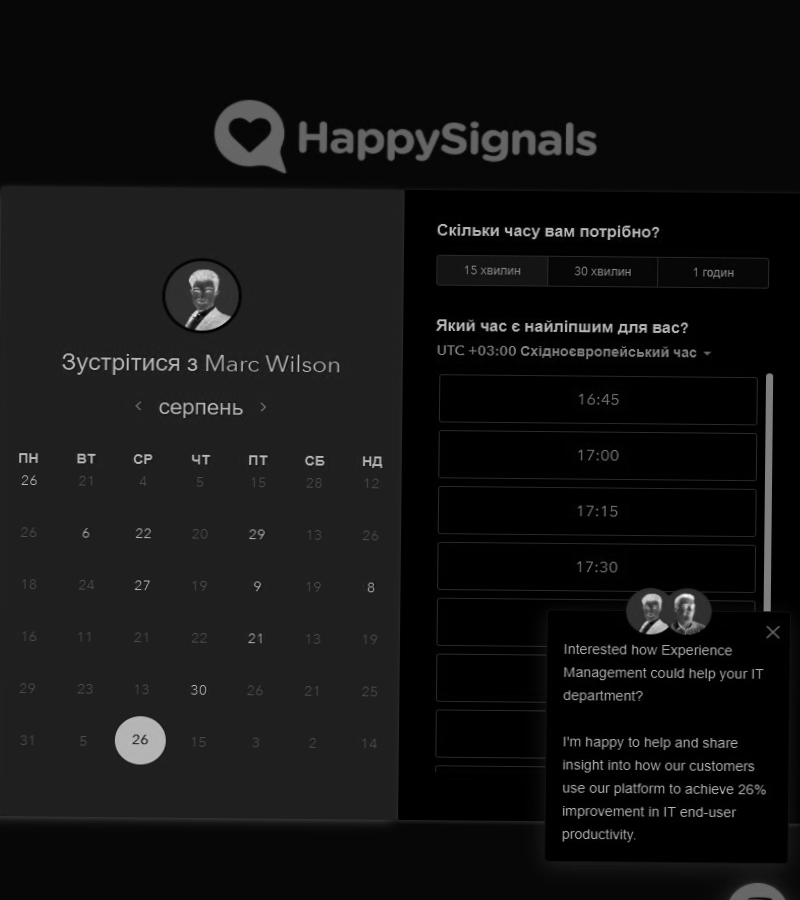 HappySignals
Зустрітися з Marc Wilson
серпень
ПН ВТ СР ЧТ ПТ СБ НД
26 21 4 5 15 28 12
26 6 22 20 29 13 26
18 24 27 19 9 19 8
16 11 21 22 21 13 19
29 23 13 30 26 21 25
31 5 26 15 3 2 14
Скільки часу вам потрібно?
15 хвилин 30 хвилин 1 годин
Який час є найліпшим для вас?
UTC +03:00 Східноєвропейський час
16:45
17:00
17:15
17:30
Interested how Experience
Management could help your IT
department?
I'm happy to help and share
insight into how our customers
use our platform to achieve 26%
improvement in IT end-user
productivity.